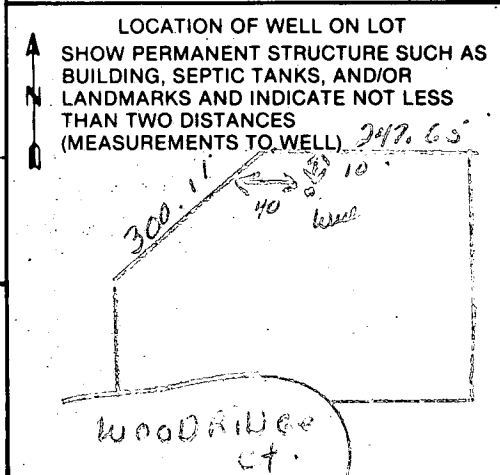 LOCATION OF WELL ON LOT
SHOW PERMANENT STRUCTURE SUCH AS
BUILDING, SEPTIC TANKS, AND/OR
N LANDMARKS AND INDICATE NOT LESS
THAN TWO DISTANCES
(MEASUREMENTS TO WELL) 247.65
10'
300.11
40
Well
WOODRIDGE
Ct.